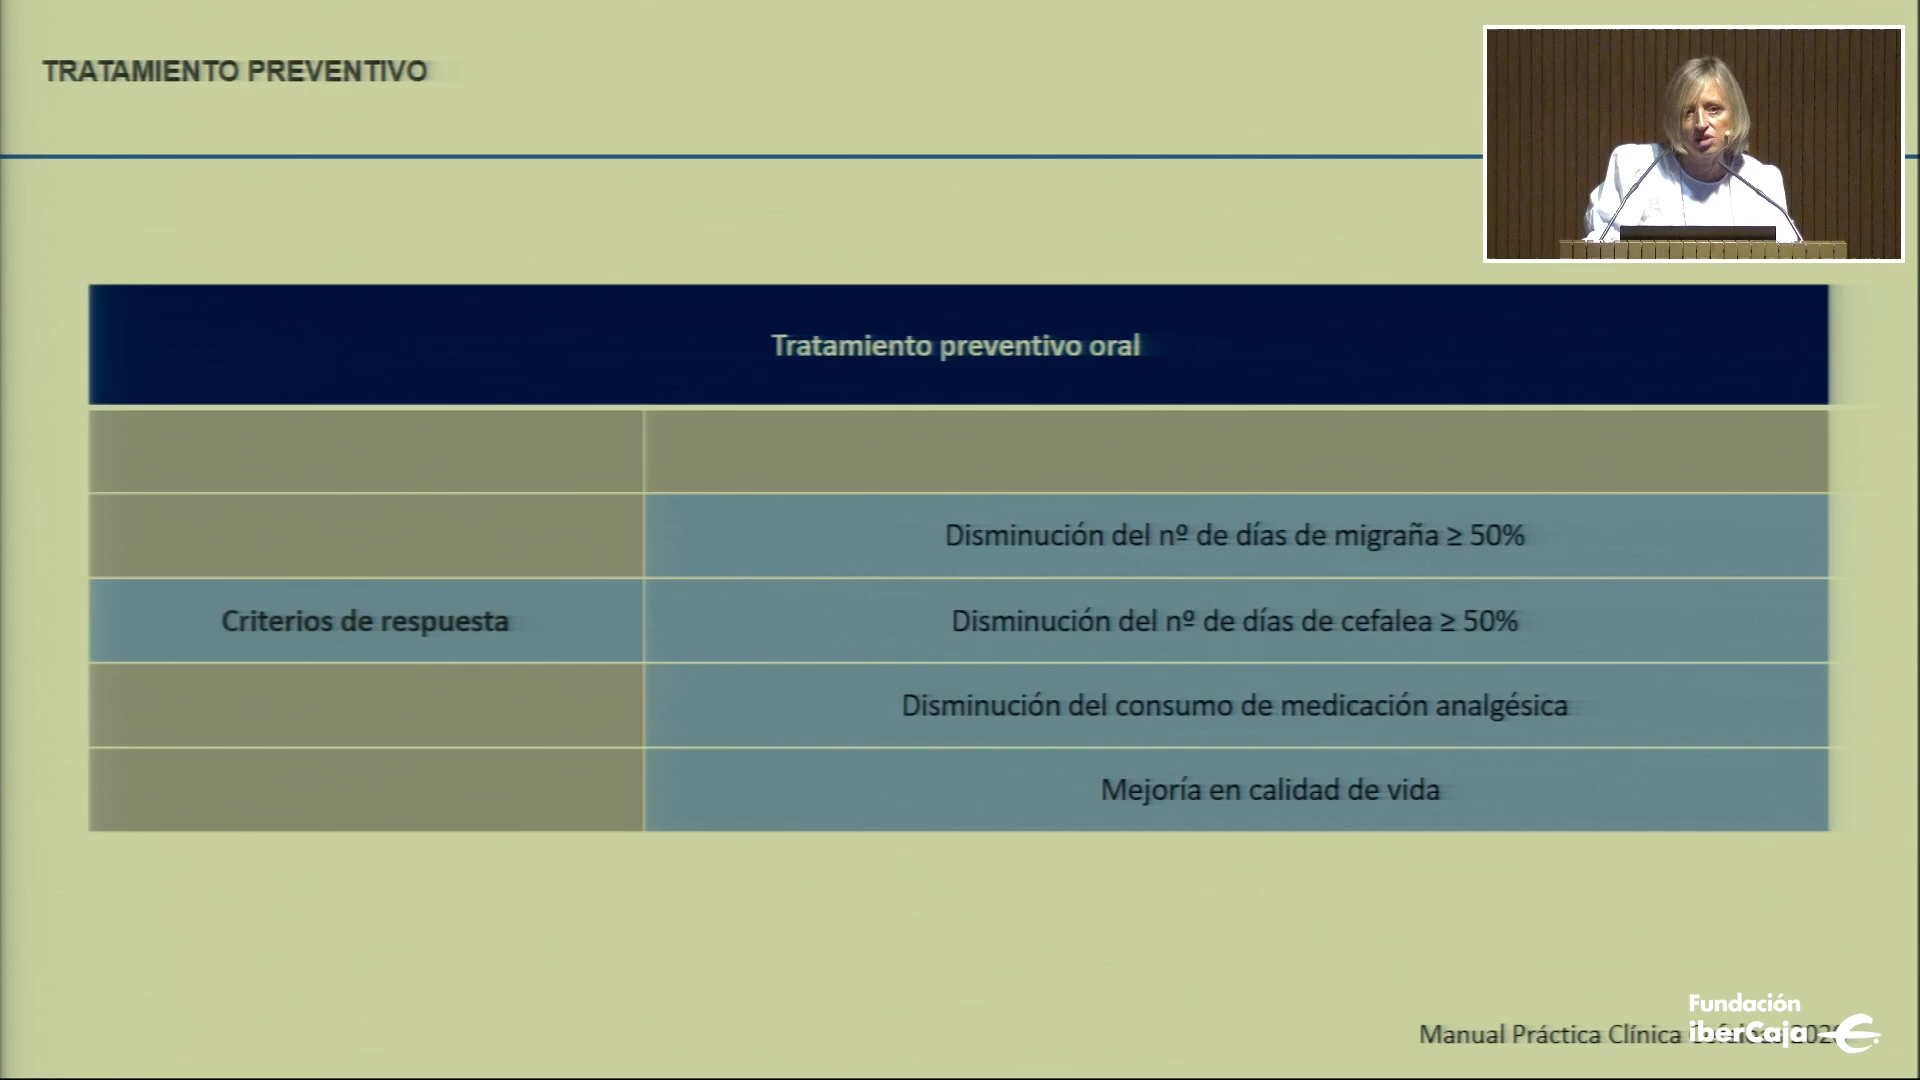 TRATAMIENTO PREVENTIVO
Tratamiento preventivo oral
Disminución del nº de días de migraña ≥ 50%
Criterios de respuesta
Disminución del nº de días de cefalea ≥ 50%
Disminución del consumo de medicación analgésica
Mejoría en calidad de vida
Manual Práctica Clínica
Fundación
iberCaja